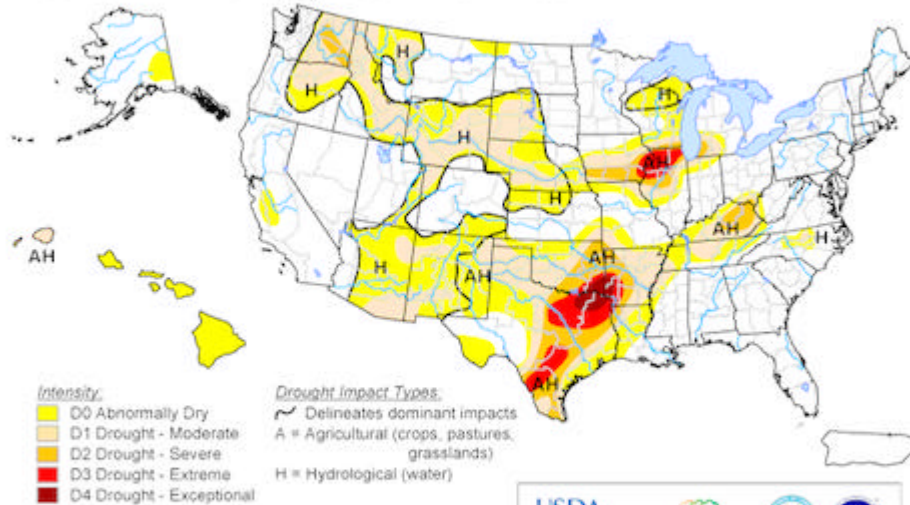 H
H
H
H
H
AH
H
AH
H
AH
AH
H
AH
AH
Intensity:
D0 Abnormally Dry
D1 Drought - Moderate
D2 Drought - Severe
D3 Drought - Extreme
D4 Drought - Exceptional
Drought Impact Types:
Delineates dominant impacts
A = Agricultural (crops, pastures,
grasslands)
H = Hydrological (water)
USDA